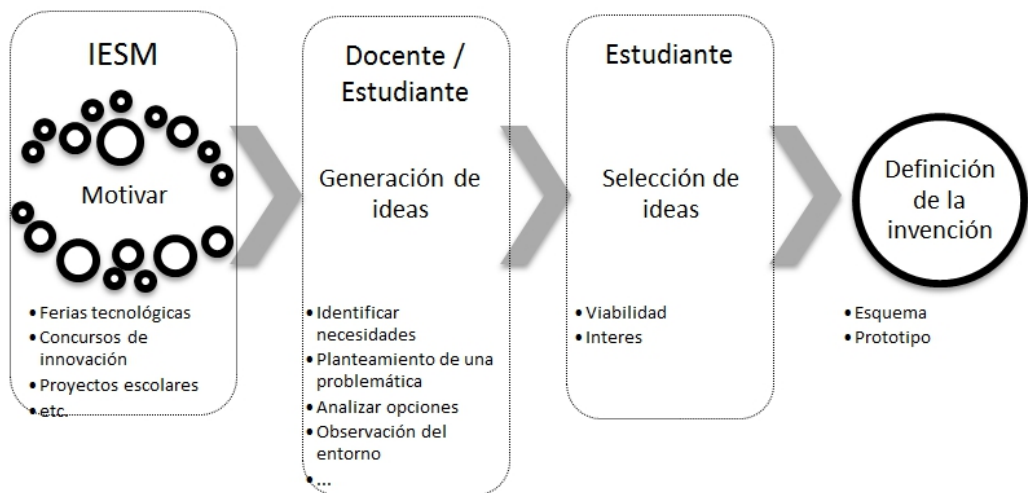 IESM
Motivar
• Ferias tecnológicas
• Concursos de
innovación
• Proyectos escolares
• etc.
Docente /
Estudiante
Generación de
ideas
• Identificar
necesidades
• Planteamiento de una
problemática
• Analizar opciones
• Observación del
entorno
• ...
Estudiante
Selección de
ideas
• Viabilidad
• Interes
Definición
de la
invención
• Esquema
• Prototipo